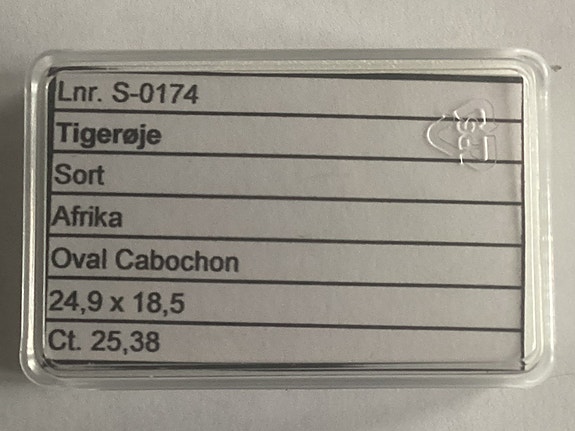 Lnr. S-0174
Tigerøje
Sort
Afrika
Oval Cabochon
24,9 x 18,5
Ct. 25,38